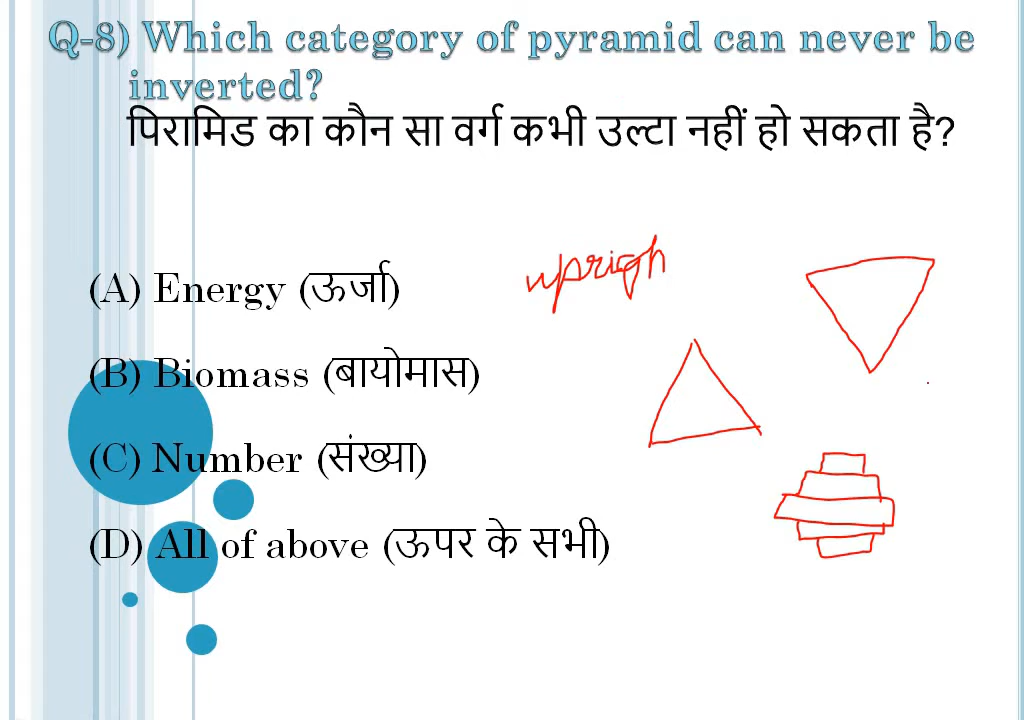 Q-8) Which category of pyramid can never be
inverted?
पिरामिड का कौन सा वर्ग कभी उल्टा नहीं हो सकता है?
(A) Energy (ऊर्जा)
uprigh
(B) Biomass (बायोमास)
(C) Number (संख्या)
(D) All of above (ऊपर के सभी)